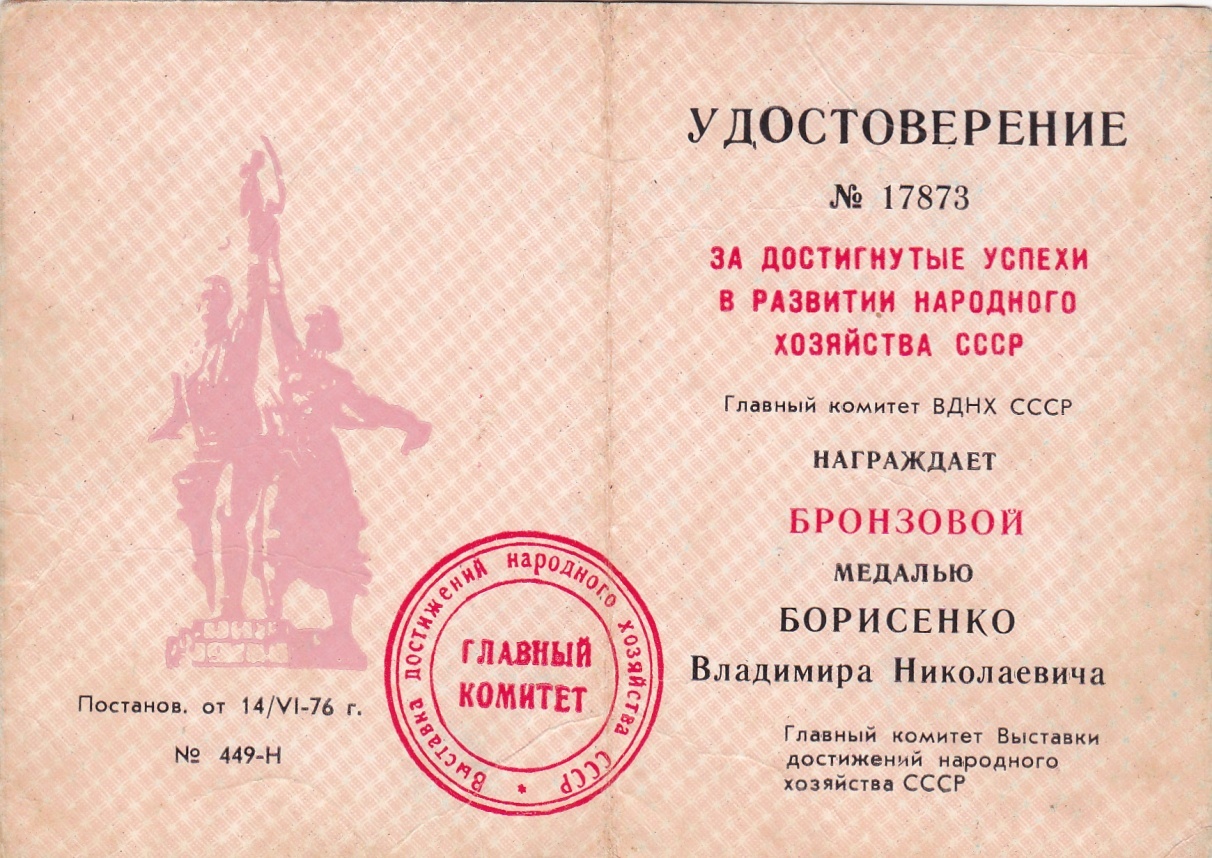 Постанов. от 14/VI-76 г.
№ 449-Н
Выставка достижений народного хозяйства СССР
ГЛАВНЫЙ
КОМИТЕТ
УДОСТОВЕРЕНИЕ
№ 17873
ЗА ДОСТИГНУТЫЕ УСПЕХИ
В РАЗВИТИИ НАРОДНОГО
ХОЗЯЙСТВА СССР
Главный комитет ВДНХ СССР
НАГРАЖДАЕТ
БРОНЗОВОЙ
МЕДАЛЬЮ
БОРИСЕНКО
Владимира Николаевича
Главный комитет Выставки
достижений народного
хозяйства СССР